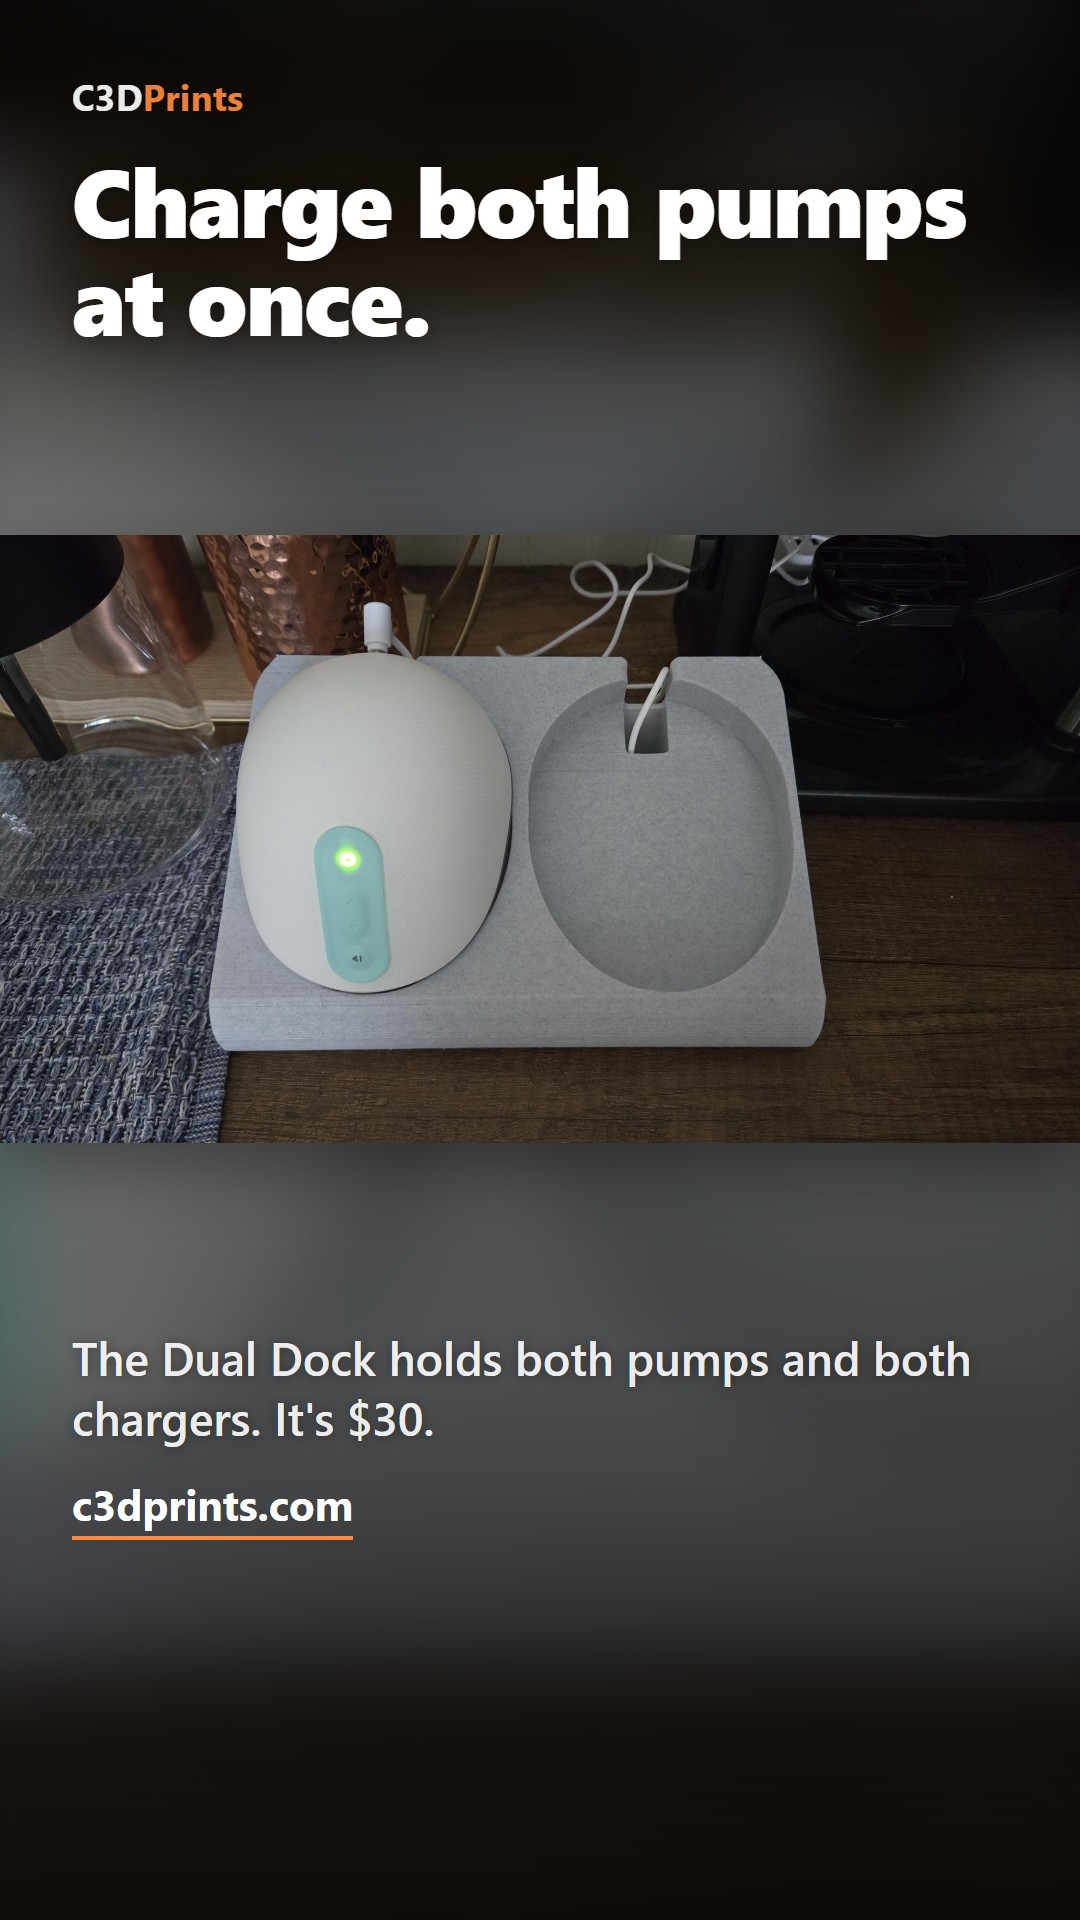 C3DPrints
Charge both pumps
at once.
The Dual Dock holds both pumps and both
chargers. It's $30.
c3dprints.com